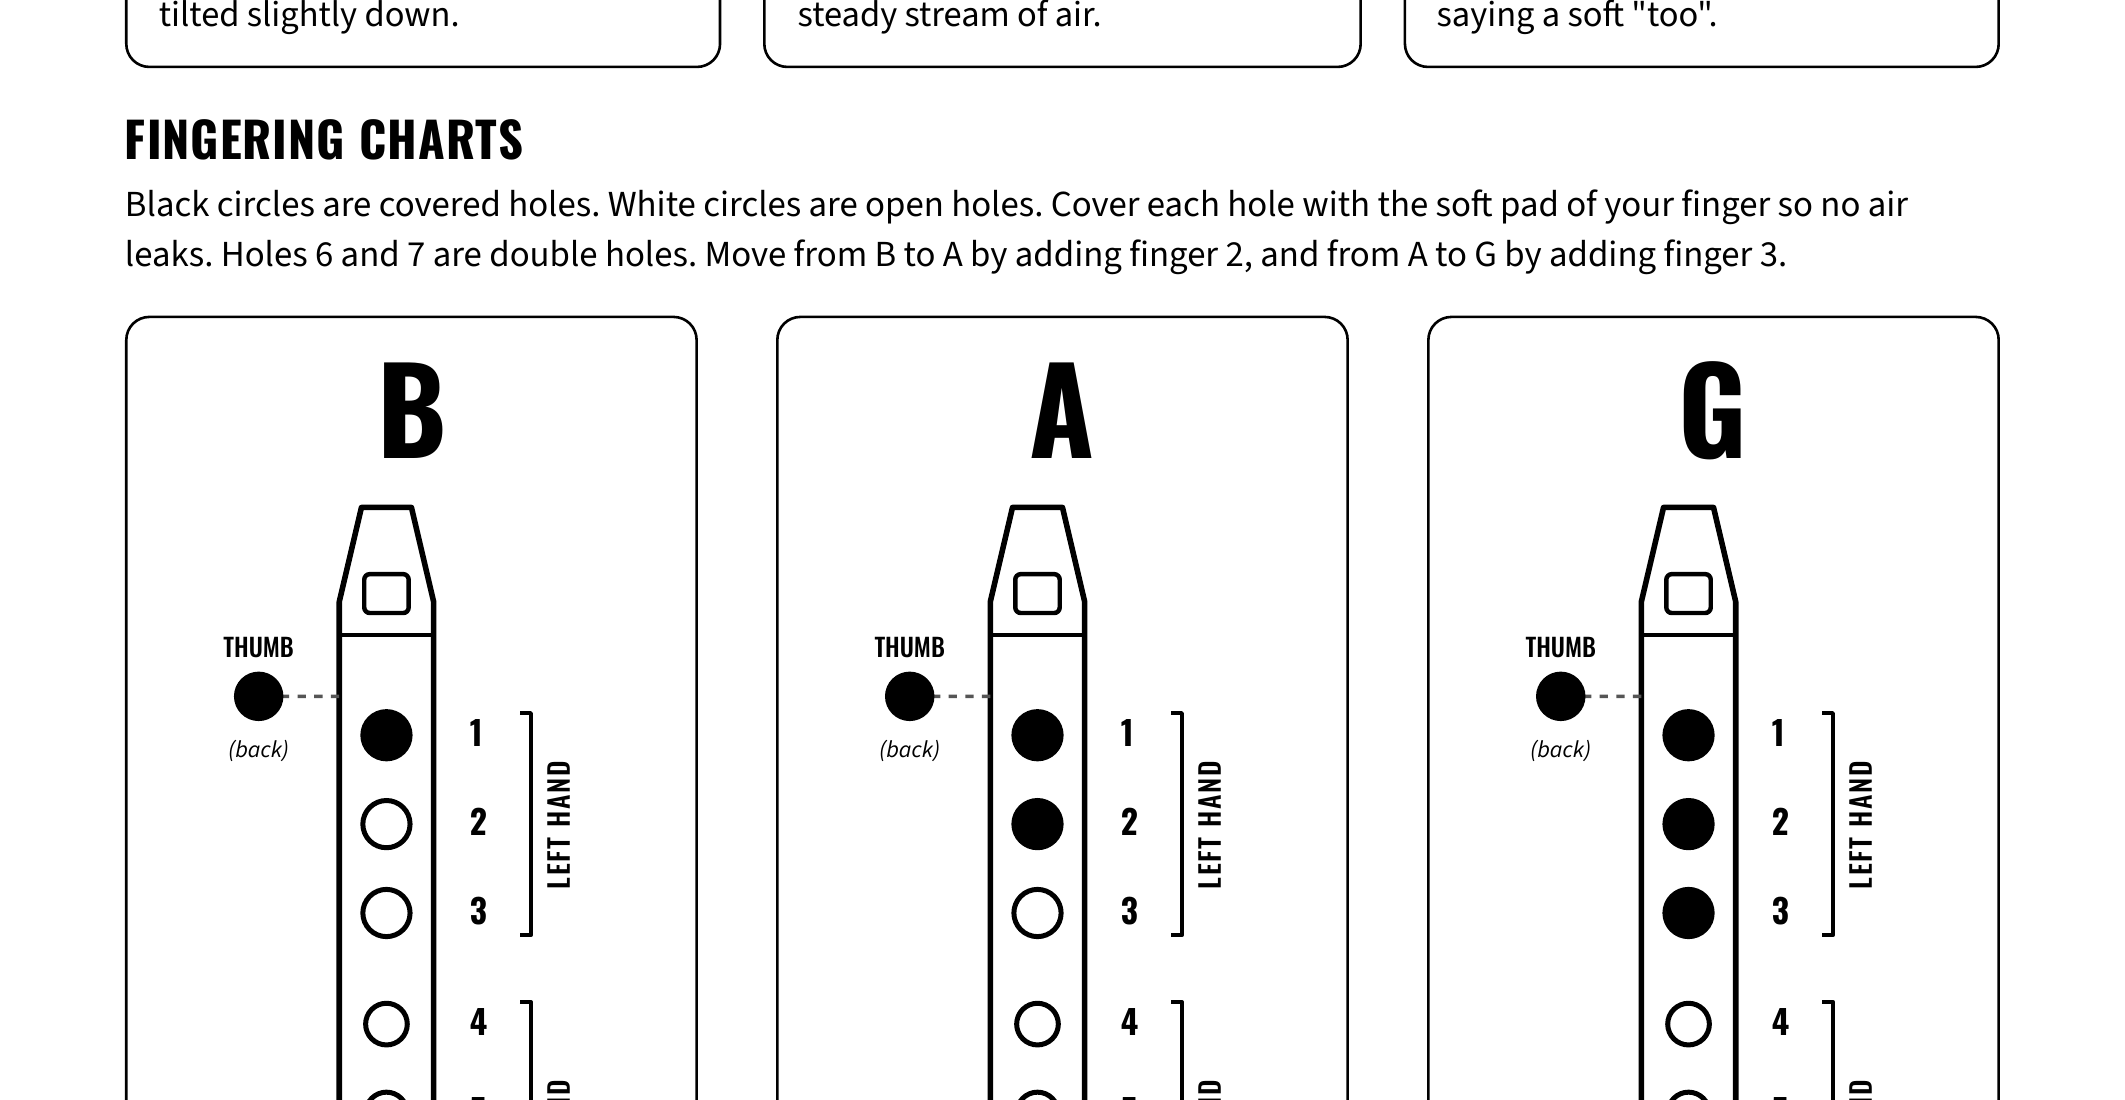 tilted slightly down.
steady stream of air.
saying a soft "too".
FINGERING CHARTS
Black circles are covered holes. White circles are open holes. Cover each hole with the soft pad of your finger so no air
leaks. Holes 6 and 7 are double holes. Move from B to A by adding finger 2, and from A to G by adding finger 3.
B
THUMB
(back)
1
2
3
LEFT HAND
4
A
THUMB
(back)
1
2
3
LEFT HAND
4
G
THUMB
(back)
1
2
3
LEFT HAND
4